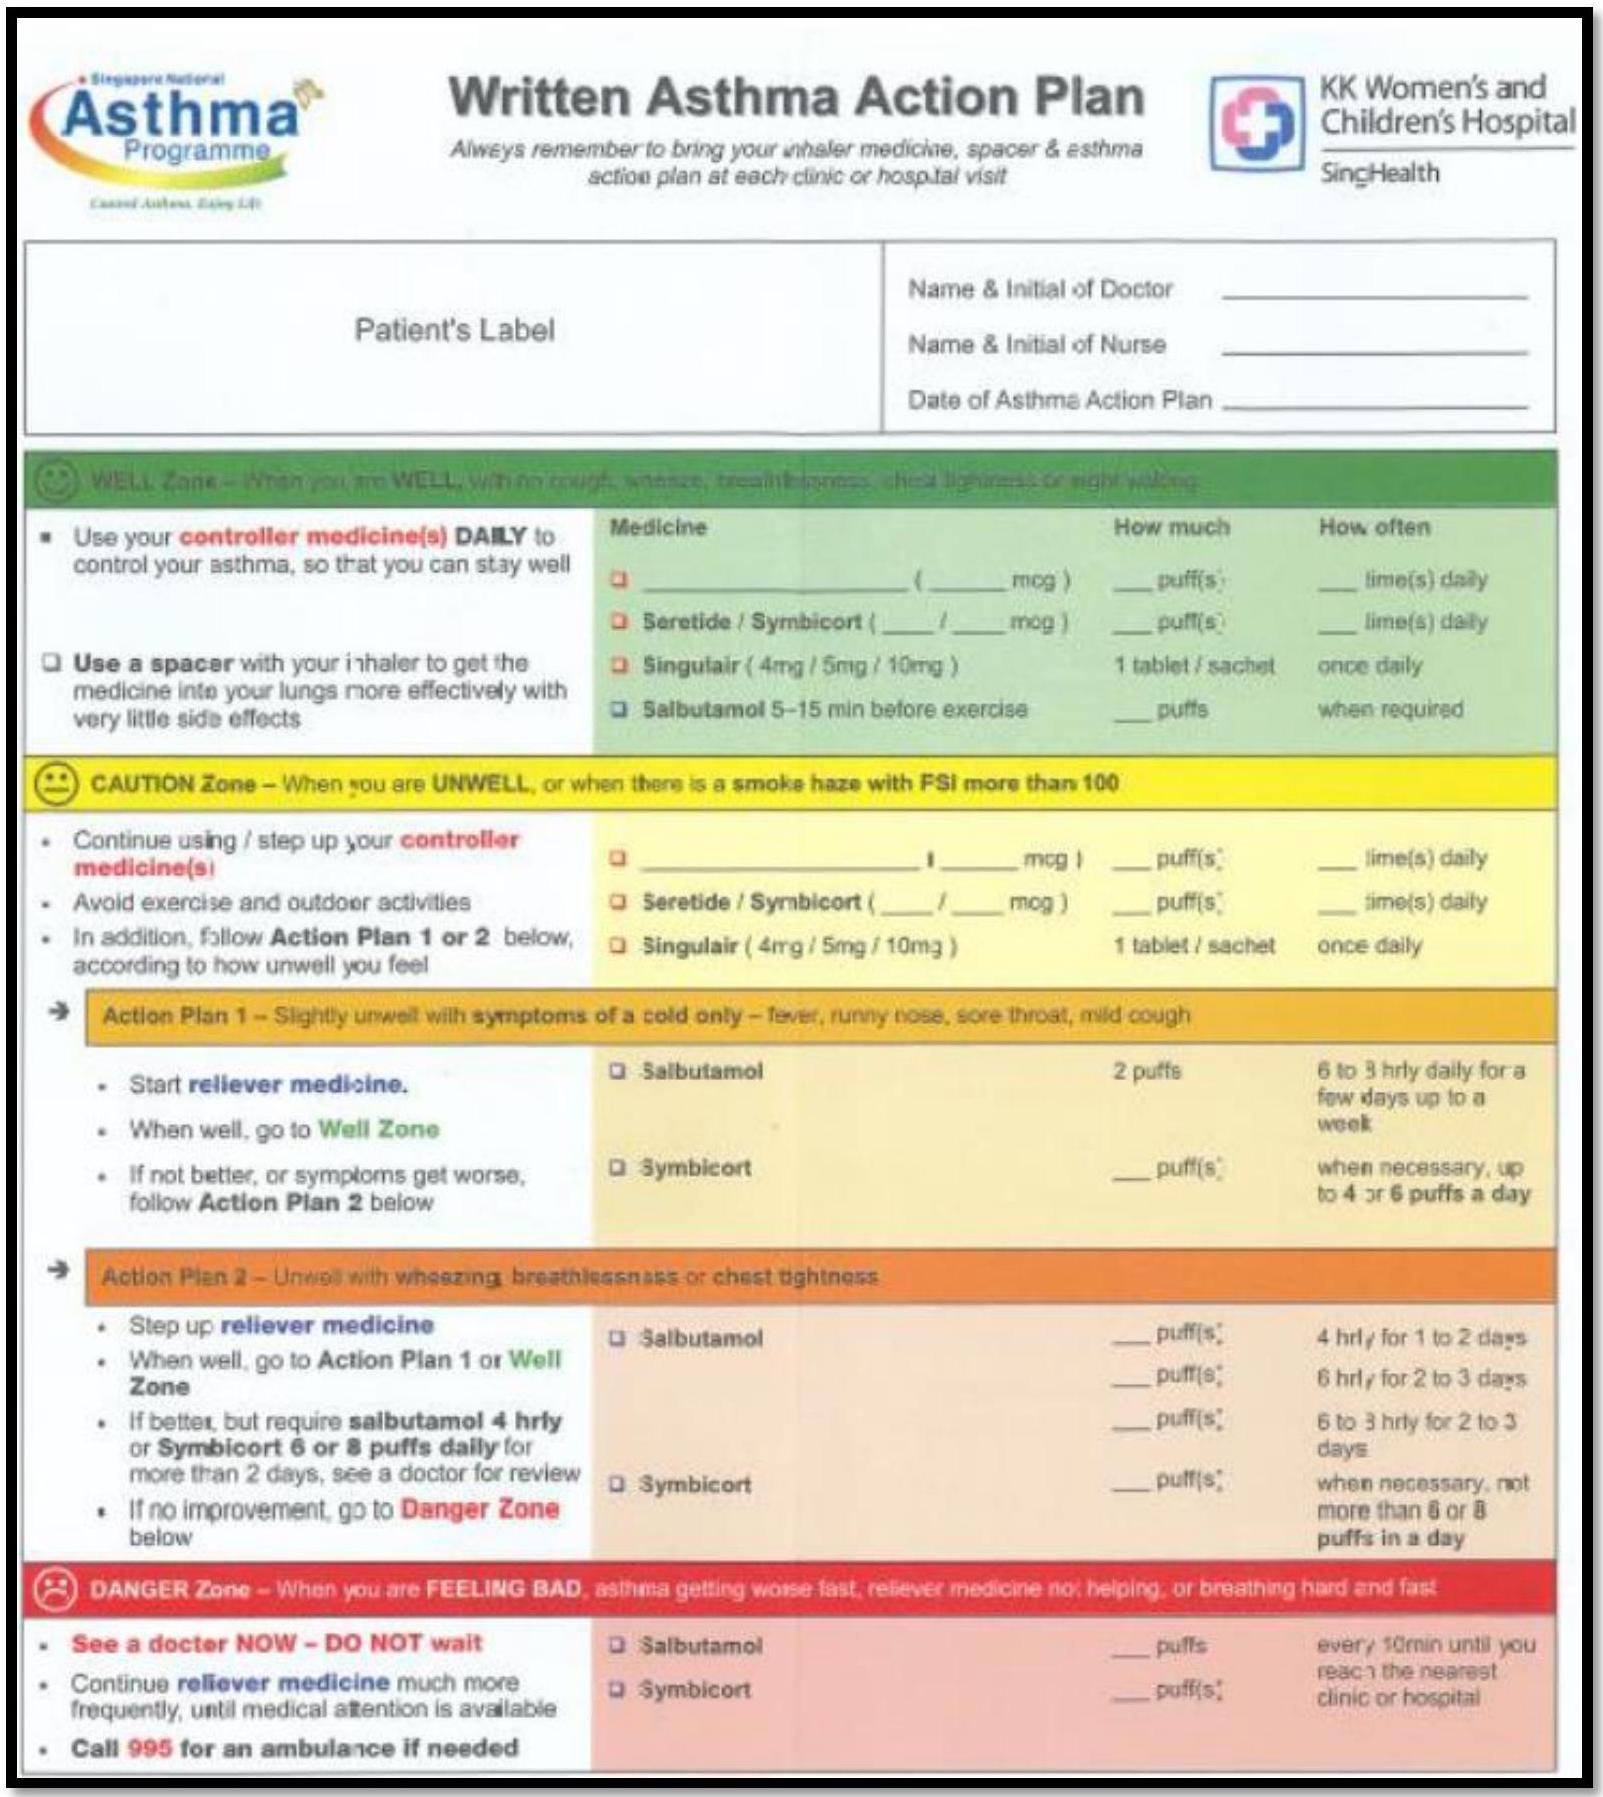 Singapore National
Asthma
Programme
Control Asthma, Enjoy Life
Written Asthma Action Plan
Always remember to bring your inhaler medicine, spacer & asthma
action plan at each clinic or hospital visit
KK Women's and
Children's Hospital
SingHealth
Patient's Label
Name & Initial of Doctor
Name & Initial of Nurse
Date of Asthma Action Plan
WELL Zone – When you are WELL, with no cough, wheeze, breathlessness, chest tightness or night waking
▪ Use your controller medicine(s) DAILY to
control your asthma, so that you can stay well
❑ Use a spacer with your inhaler to get the
medicine into your lungs more effectively with
very little side effects
Medicine How much How often
❑ ____ ( ____ mcg ) ___ puff(s) ___ time(s) daily
❑ Seretide / Symbicort ( ___ / ___ mcg ) ___ puff(s) ___ time(s) daily
❑ Singulair ( 4mg / 5mg / 10mg ) 1 tablet / sachet once daily
❑ Salbutamol 5–15 min before exercise ___ puffs when required
CAUTION Zone – When you are UNWELL, or when there is a smoke haze with PSI more than 100
• Continue using / step up your controller
medicine(s)
• Avoid exercise and outdoor activities
• In addition, follow Action Plan 1 or 2 below,
according to how unwell you feel
❑ ____ ( ____ mcg ) ___ puff(s) ___ time(s) daily
❑ Seretide / Symbicort ( ___ / ___ mcg ) ___ puff(s) ___ time(s) daily
❑ Singulair ( 4mg / 5mg / 10mg ) 1 tablet / sachet once daily
➔ Action Plan 1 – Slightly unwell with symptoms of a cold only – fever, runny nose, sore throat, mild cough
• Start reliever medicine.
• When well, go to Well Zone
• If not better, or symptoms get worse,
follow Action Plan 2 below
❑ Salbutamol 2 puffs 6 to 8 hrly daily for a
few days up to a
week
❑ Symbicort ___ puff(s) when necessary, up
to 4 or 6 puffs a day
➔ Action Plan 2 – Unwell with wheezing, breathlessness or chest tightness
• Step up reliever medicine
• When well, go to Action Plan 1 or Well
Zone
• If better, but require salbutamol 4 hrly
or Symbicort 6 or 8 puffs daily for
more than 2 days, see a doctor for review
• If no improvement, go to Danger Zone
below
❑ Salbutamol ___ puff(s) 4 hrly for 1 to 2 days
___ puff(s) 6 hrly for 2 to 3 days
___ puff(s) 6 to 8 hrly for 2 to 3
days
❑ Symbicort ___ puff(s) when necessary, not
more than 6 or 8
puffs in a day
DANGER Zone – When you are FEELING BAD, asthma getting worse fast, reliever medicine not helping, or breathing hard and fast
• See a doctor NOW – DO NOT wait
• Continue reliever medicine much more
frequently, until medical attention is available
• Call 995 for an ambulance if needed
❑ Salbutamol ___ puffs every 10min until you
reach the nearest
❑ Symbicort ___ puff(s) clinic or hospital